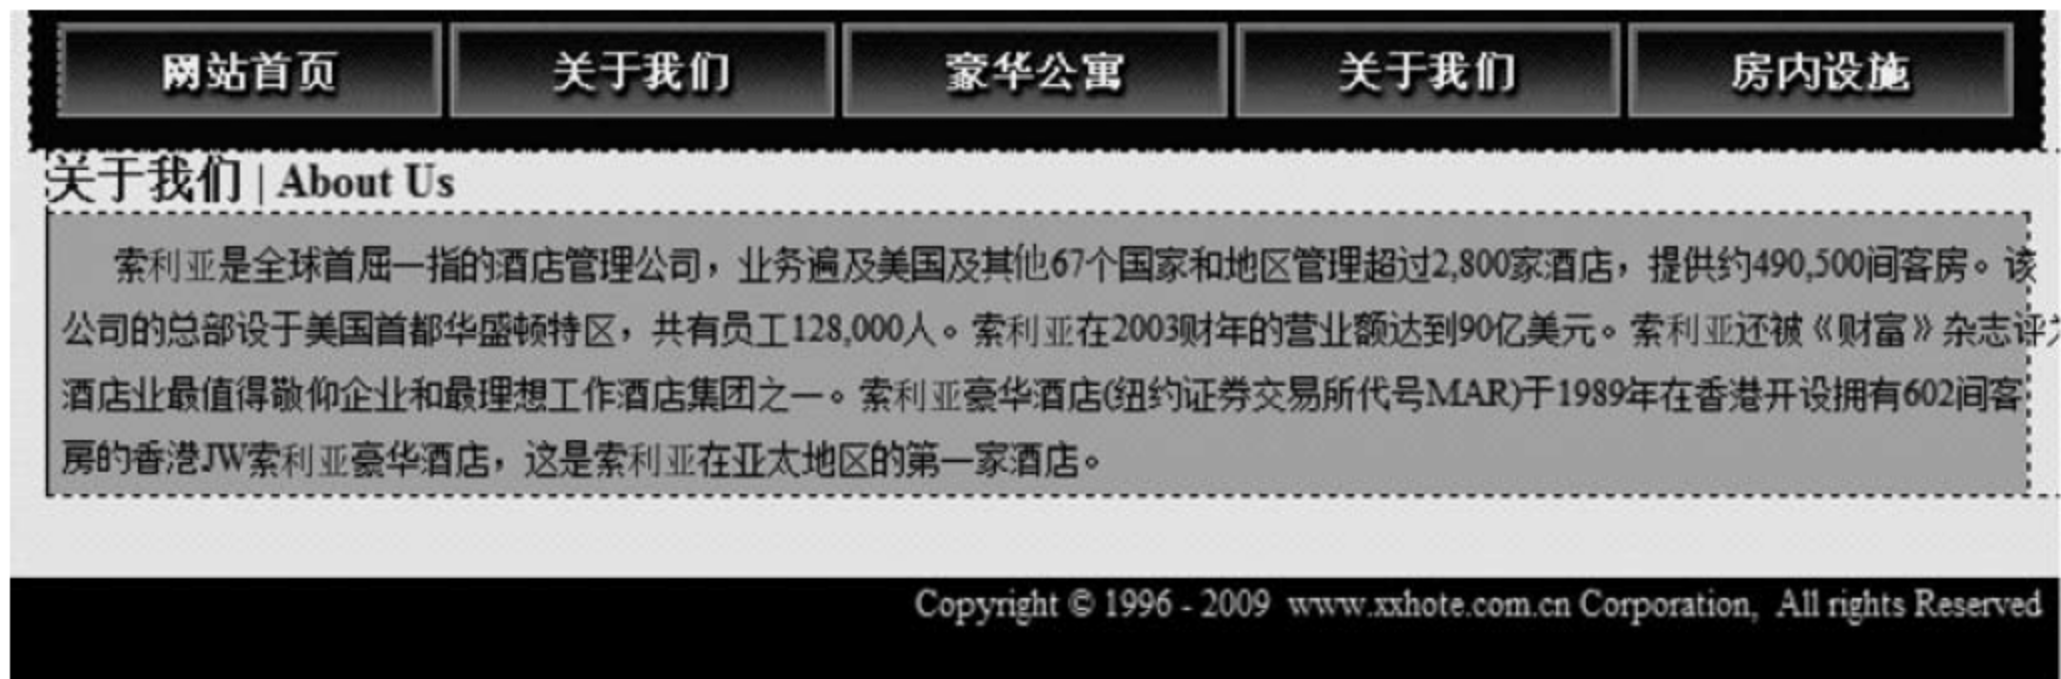 网站首页 关于我们 豪华公寓 关于我们 房内设施
关于我们 | About Us
索利亚是全球首屈一指的酒店管理公司，业务遍及美国及其他67个国家和地区管理超过2,800家酒店，提供约490,500间客房。该
公司的总部设于美国首都华盛顿特区，共有员工128,000人。索利亚在2003财年的营业额达到90亿美元。索利亚还被《财富》杂志评
酒店业最值得敬仰企业和最理想工作酒店集团之一。索利亚豪华酒店(纽约证券交易所代号MAR)于1989年在香港开设拥有602间客
房的香港JW索利亚豪华酒店，这是索利亚在亚太地区的第一家酒店。
Copyright © 1996 - 2009 www.xxhote.com.cn Corporation, All rights Reserved